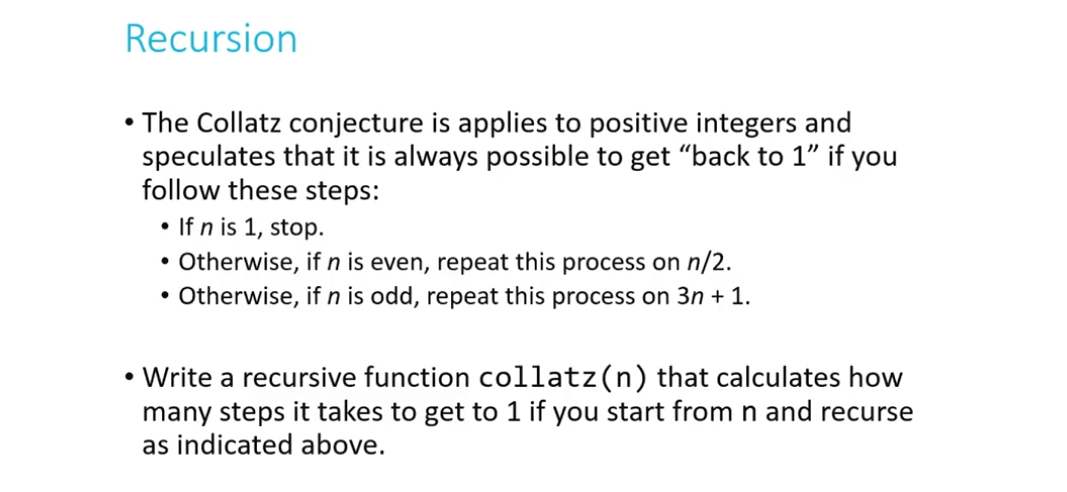 Recursion
• The Collatz conjecture is applies to positive integers and
speculates that it is always possible to get “back to 1” if you
follow these steps:
• If n is 1, stop.
• Otherwise, if n is even, repeat this process on n/2.
• Otherwise, if n is odd, repeat this process on 3n + 1.
• Write a recursive function collatz(n) that calculates how
many steps it takes to get to 1 if you start from n and recurse
as indicated above.